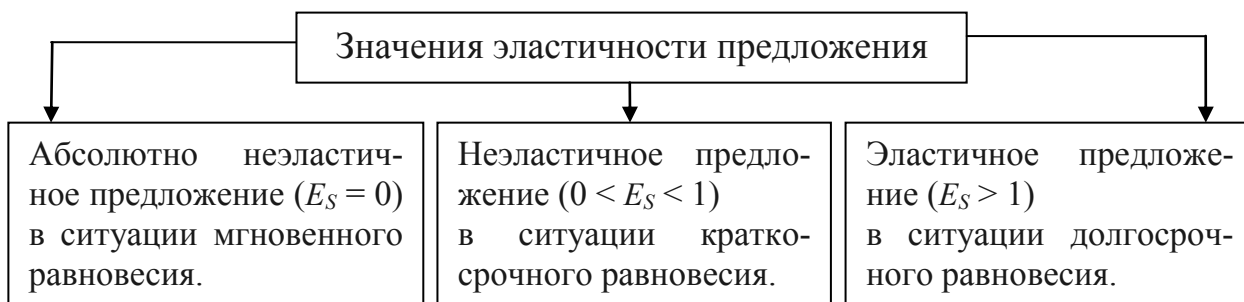 Значения эластичности предложения
Абсолютно неэластич-
ное предложение (E_S = 0)
в ситуации мгновенного
равновесия.
Неэластичное предло-
жение (0 < E_S < 1)
в ситуации кратко-
срочного равновесия.
Эластичное предложе-
ние (E_S > 1)
в ситуации долгосроч-
ного равновесия.